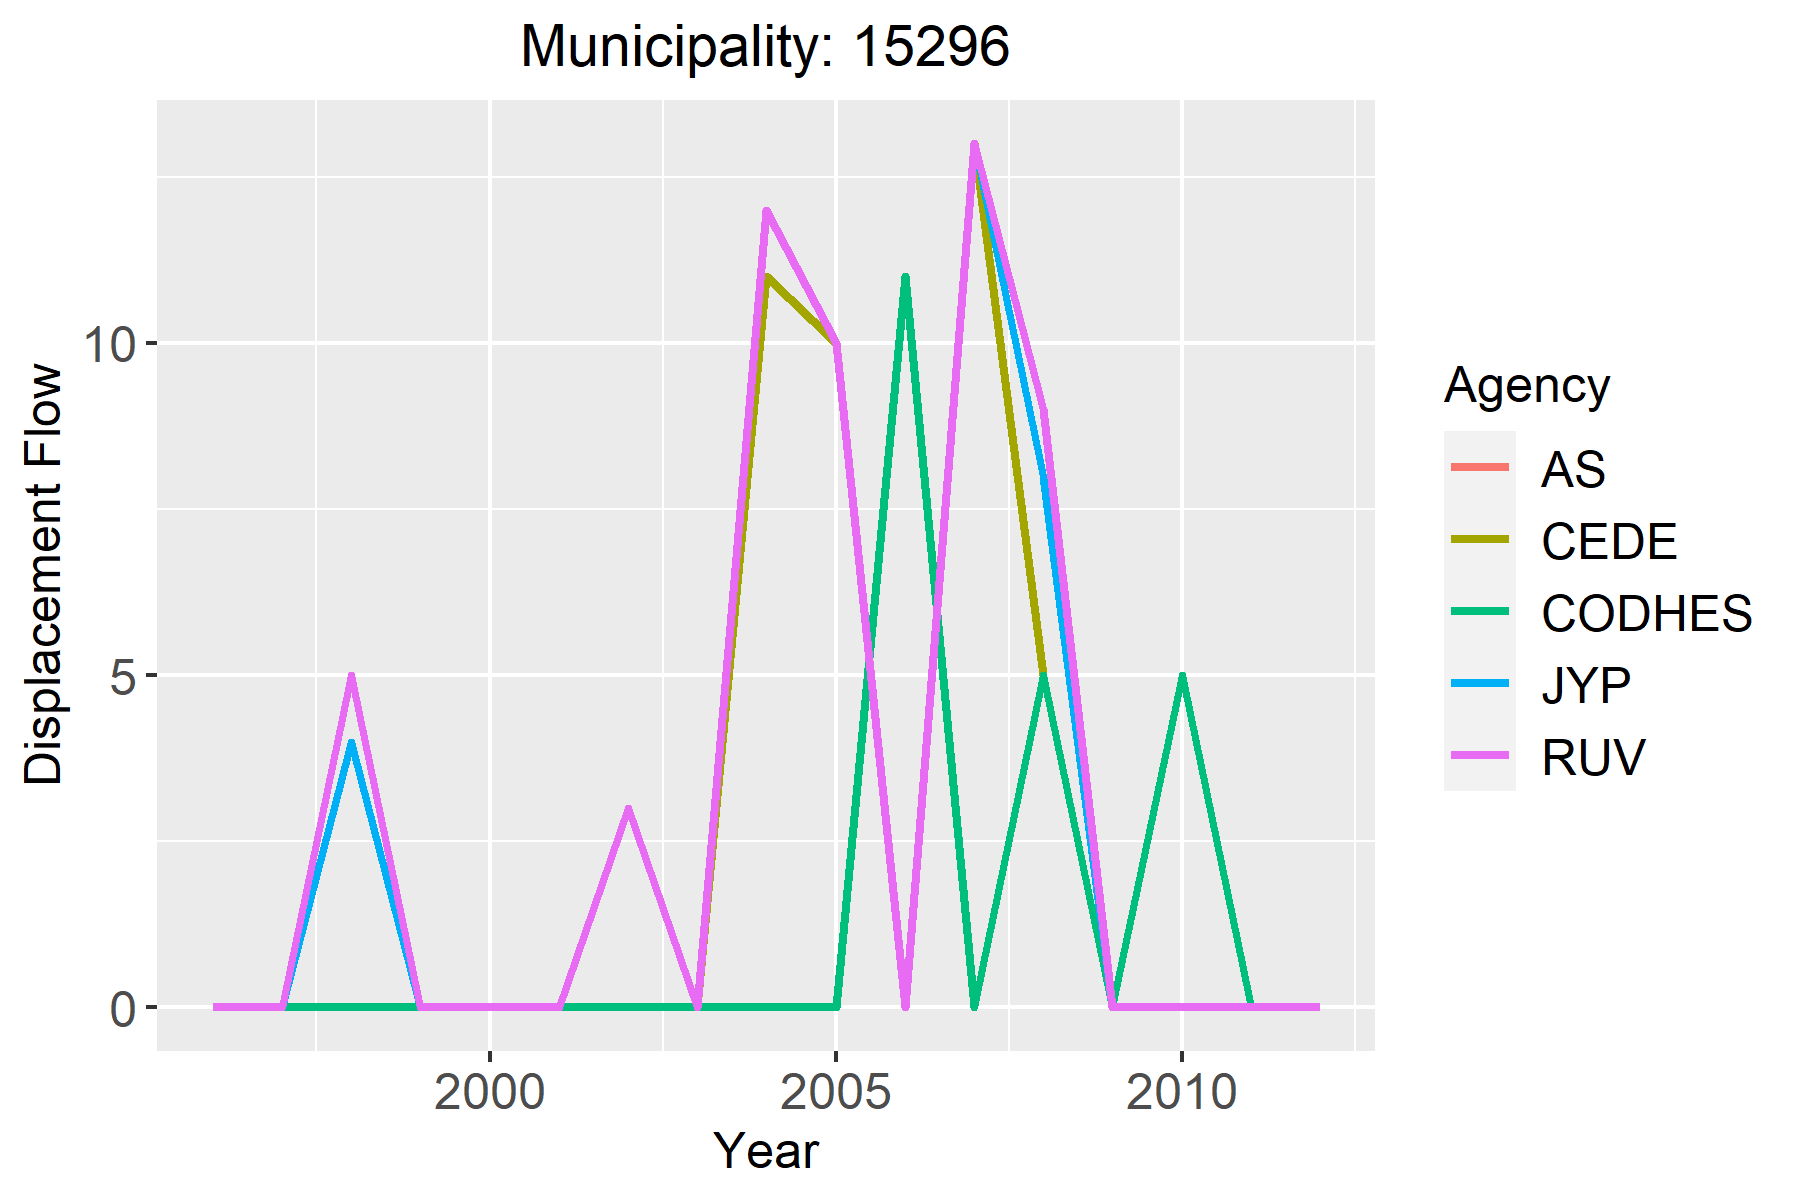 Municipality: 15296
Displacement Flow
10
5
0
2000 2005 2010
Year
Agency
AS
CEDE
CODHES
JYP
RUV